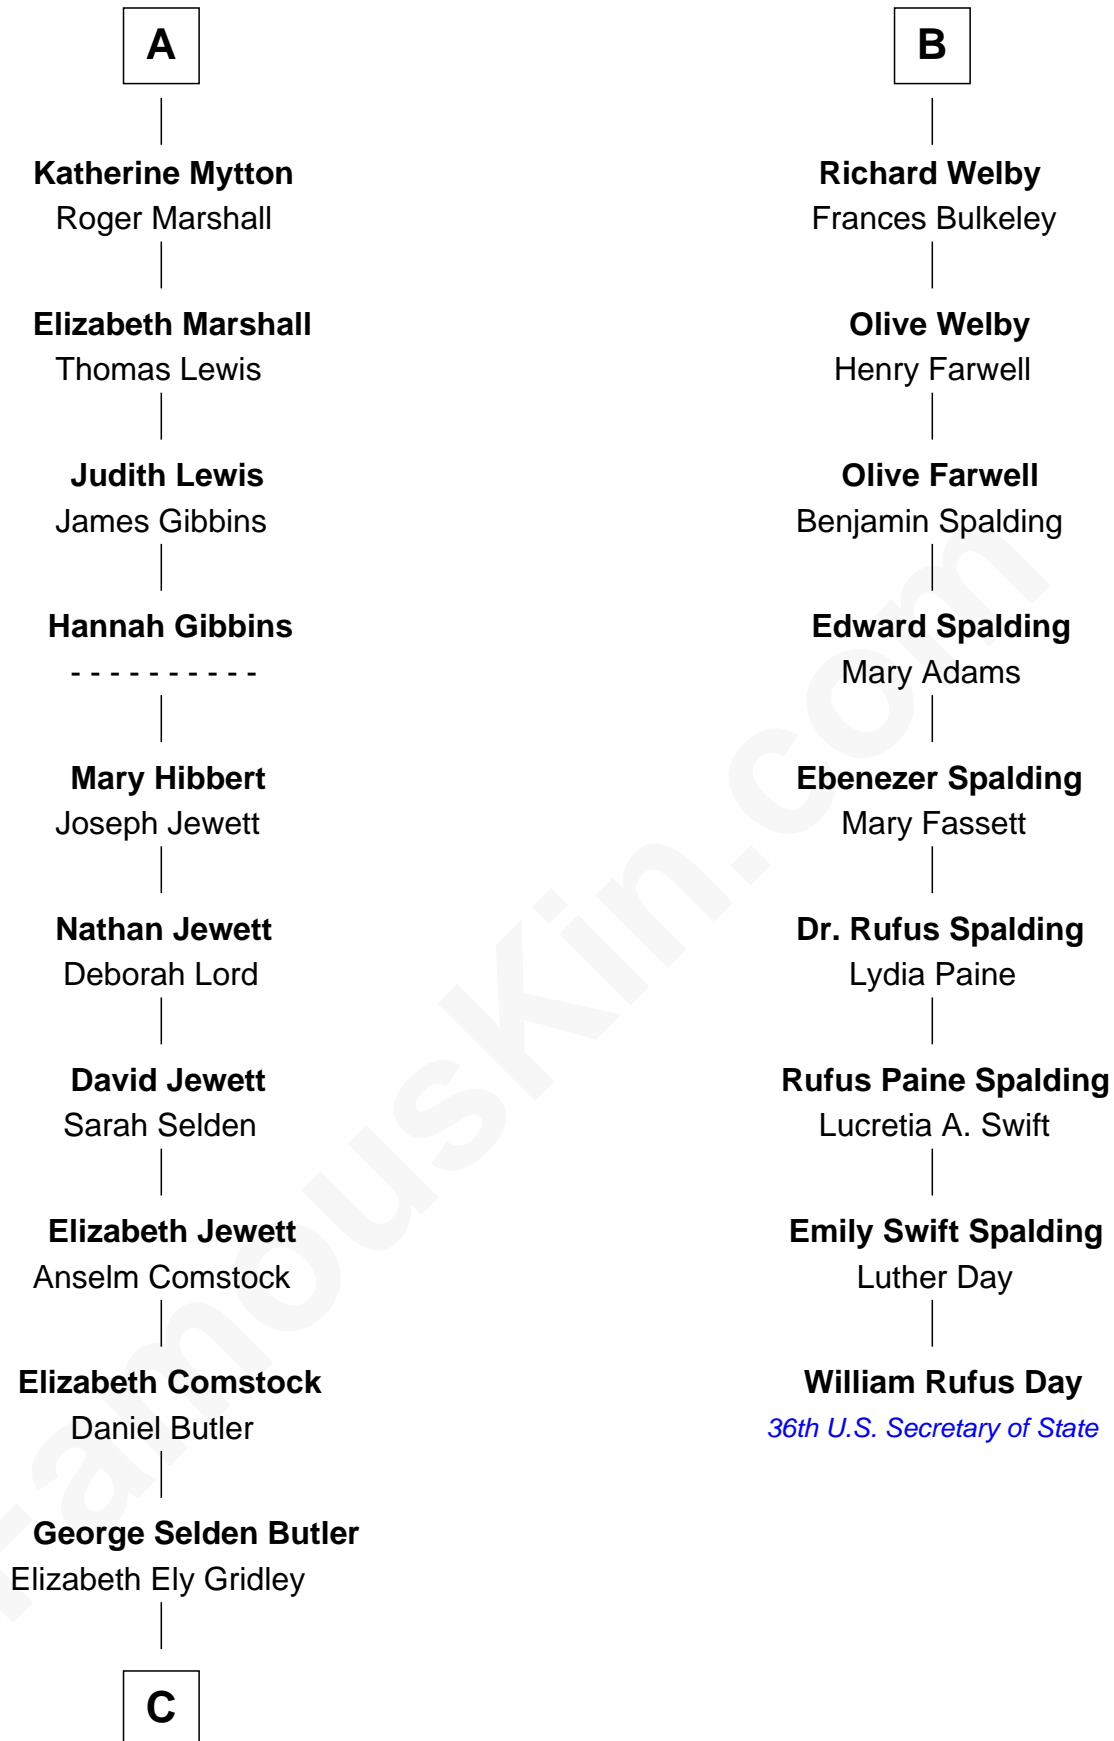 A
Katherine Mytton
Roger Marshall
Elizabeth Marshall
Thomas Lewis
Judith Lewis
James Gibbins
Hannah Gibbins
- - - - - - - - - -
Mary Hibbert
Joseph Jewett
Nathan Jewett
Deborah Lord
David Jewett
Sarah Selden
Elizabeth Jewett
Anselm Comstock
Elizabeth Comstock
Daniel Butler
George Selden Butler
Elizabeth Ely Gridley
C
B
Richard Welby
Frances Bulkeley
Olive Welby
Henry Farwell
Olive Farwell
Benjamin Spalding
Edward Spalding
Mary Adams
Ebenezer Spalding
Mary Fassett
Dr. Rufus Spalding
Lydia Paine
Rufus Paine Spalding
Lucretia A. Swift
Emily Swift Spalding
Luther Day
William Rufus Day
36th U.S. Secretary of State
FamousKin.com